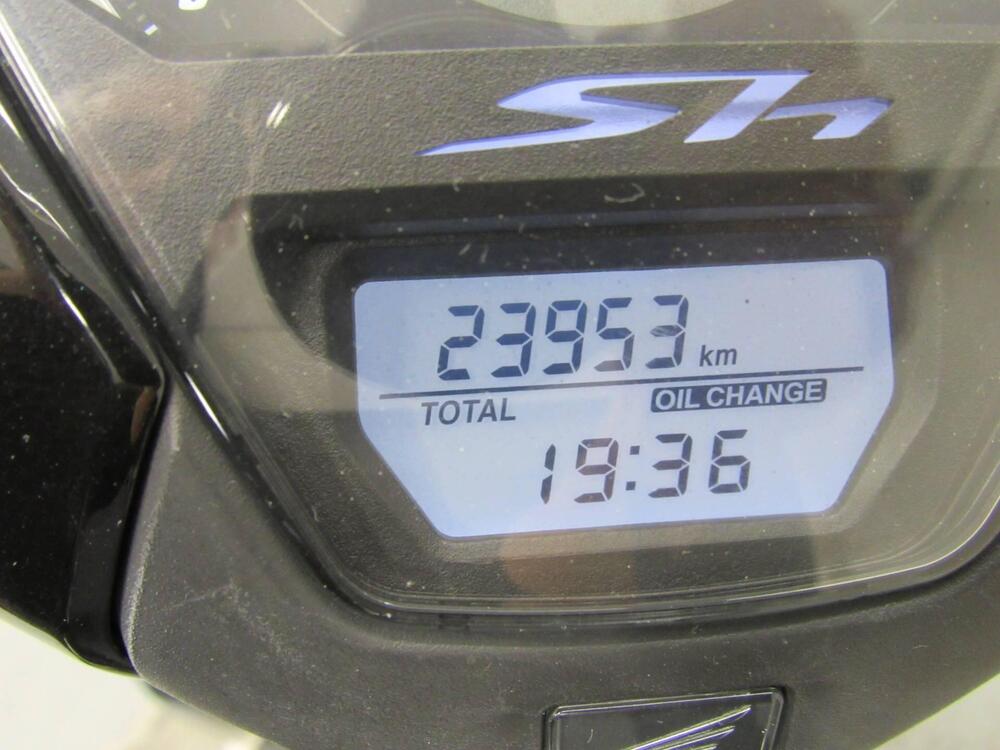 Sh
23953 km
TOTAL OIL CHANGE
19:36